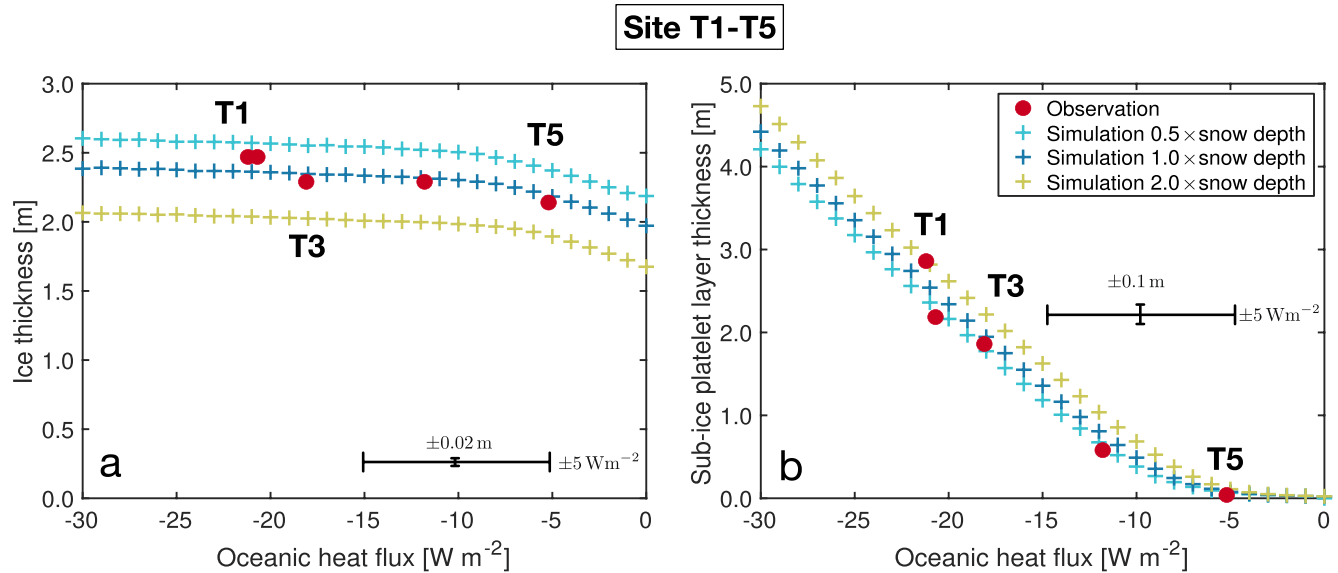 Site T1-T5
3.0
2.5
2.0
1.5
1.0
0.5
0.0
Ice thickness [m]
T1
T5
T3
±0.02 m
±5 Wm⁻²
a
-30
-25
-20
-15
-10
-5
0
Oceanic heat flux [W m⁻²]
5.0
4.0
3.0
2.0
1.0
0.0
Sub-ice platelet layer thickness [m]
Observation
Simulation 0.5×snow depth
Simulation 1.0×snow depth
Simulation 2.0×snow depth
T1
T3
±0.1 m
±5 Wm⁻²
T5
b
-30
-25
-20
-15
-10
-5
0
Oceanic heat flux [W m⁻²]